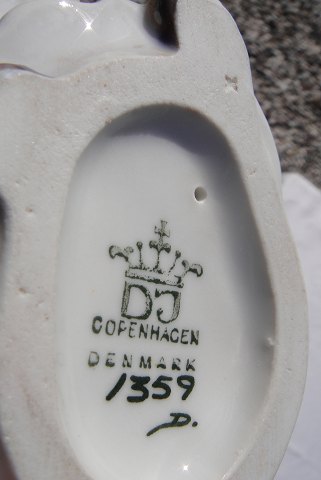 DJ
COPENHAGEN
DENMARK
1359
D.